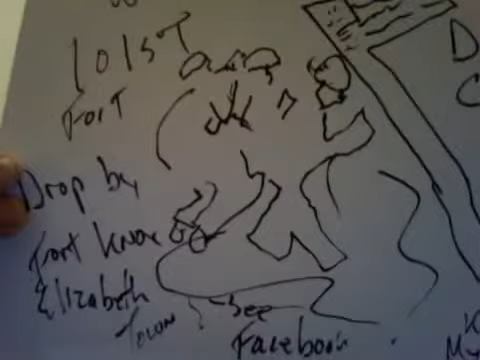 101ST
FORT
Drop by
Fort Knox
Elizabeth
Town
See
Facebook
D